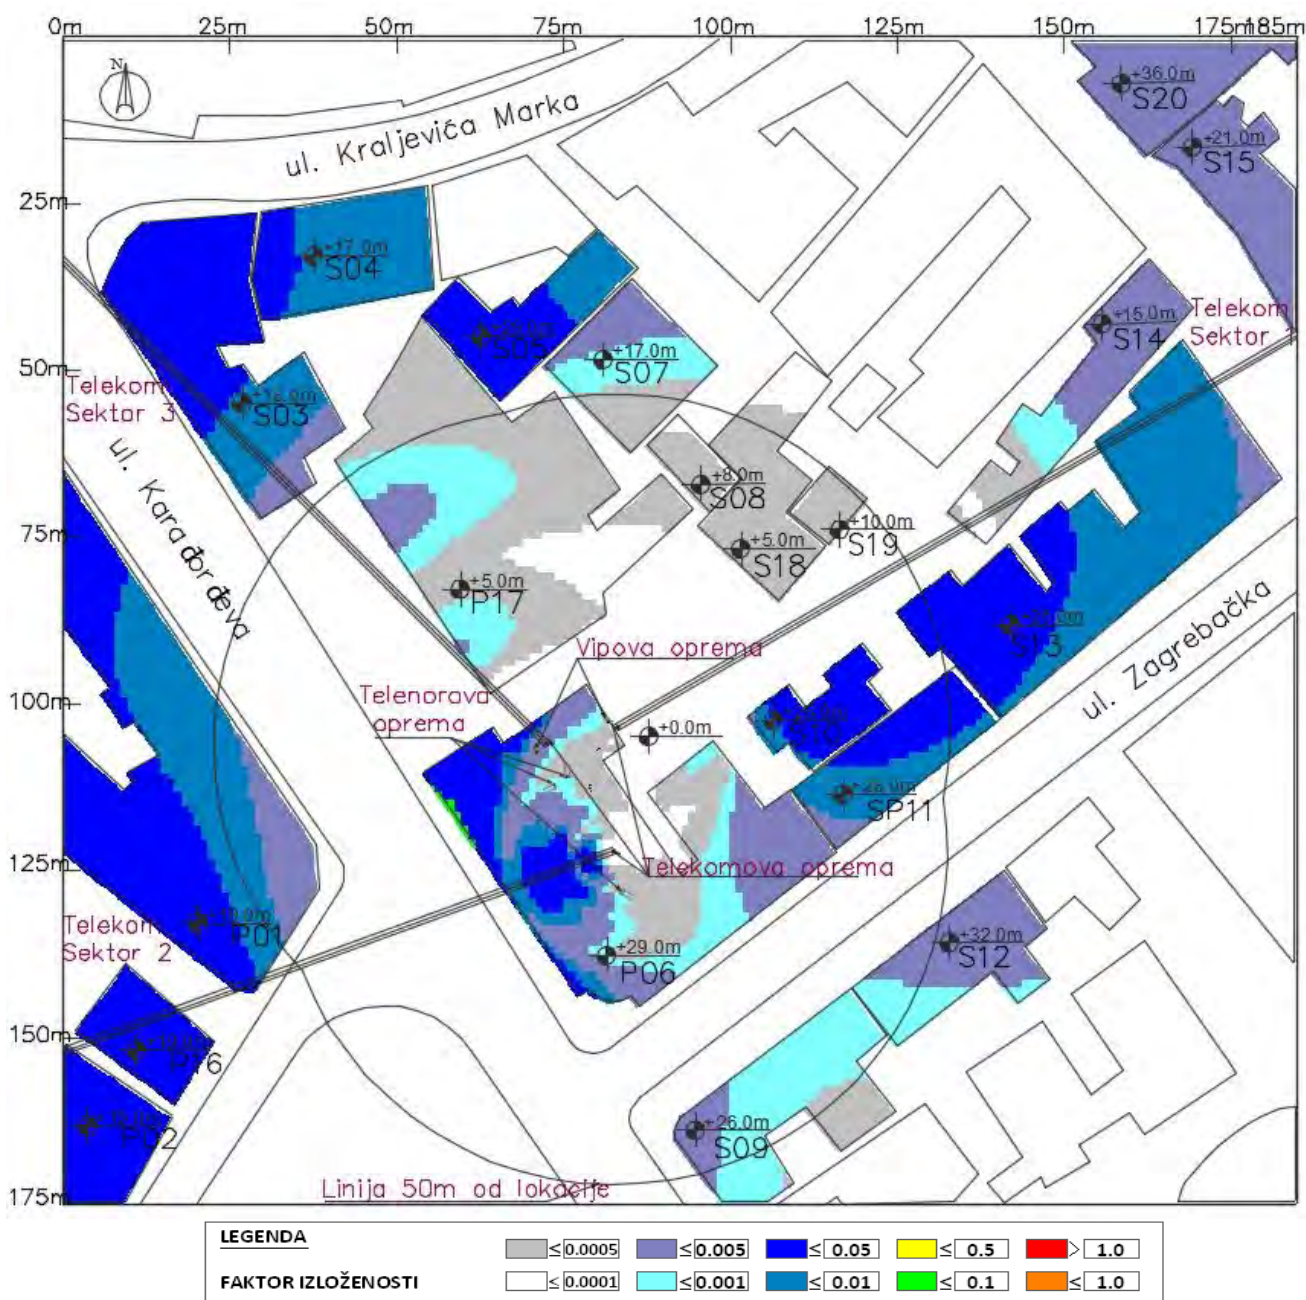 0m 25m 50m 75m 100m 125m 150m 175m 185m
N
ul. Kraljevića Marka
+36.0m
S20
+21.0m
S15
25m
+17.0m
S04
S05
+17.0m
S07
+15.0m
S14
Telekom
Sektor 1
50m
Telekom
Sektor 3
S03
ul. Karađorđeva
+8.0m
S08
+10.0m
S19
+5.0m
S18
75m
+5.0m
P17
S13
ul. Zagrebačka
Vipova oprema
Telenorova
oprema
100m
+0.0m
S10
+28.0m
SP11
125m
Telekomova oprema
Telekom
Sektor 2
P01
+29.0m
P06
+32.0m
S12
150m
P16
P02
+26.0m
S09
175m
Linija 50m od lokacije
LEGENDA
≤ 0.0005 ≤ 0.005 ≤ 0.05 ≤ 0.5 > 1.0
FAKTOR IZLOŽENOSTI
≤ 0.0001 ≤ 0.001 ≤ 0.01 ≤ 0.1 ≤ 1.0